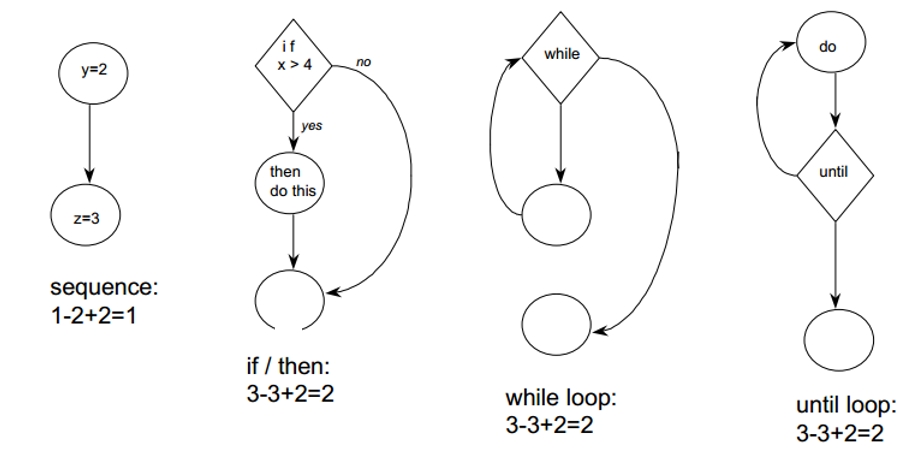 y=2
z=3
sequence:
1-2+2=1
if
x > 4
no
yes
then
do this
if / then:
3-3+2=2
while
while loop:
3-3+2=2
do
until
until loop:
3-3+2=2